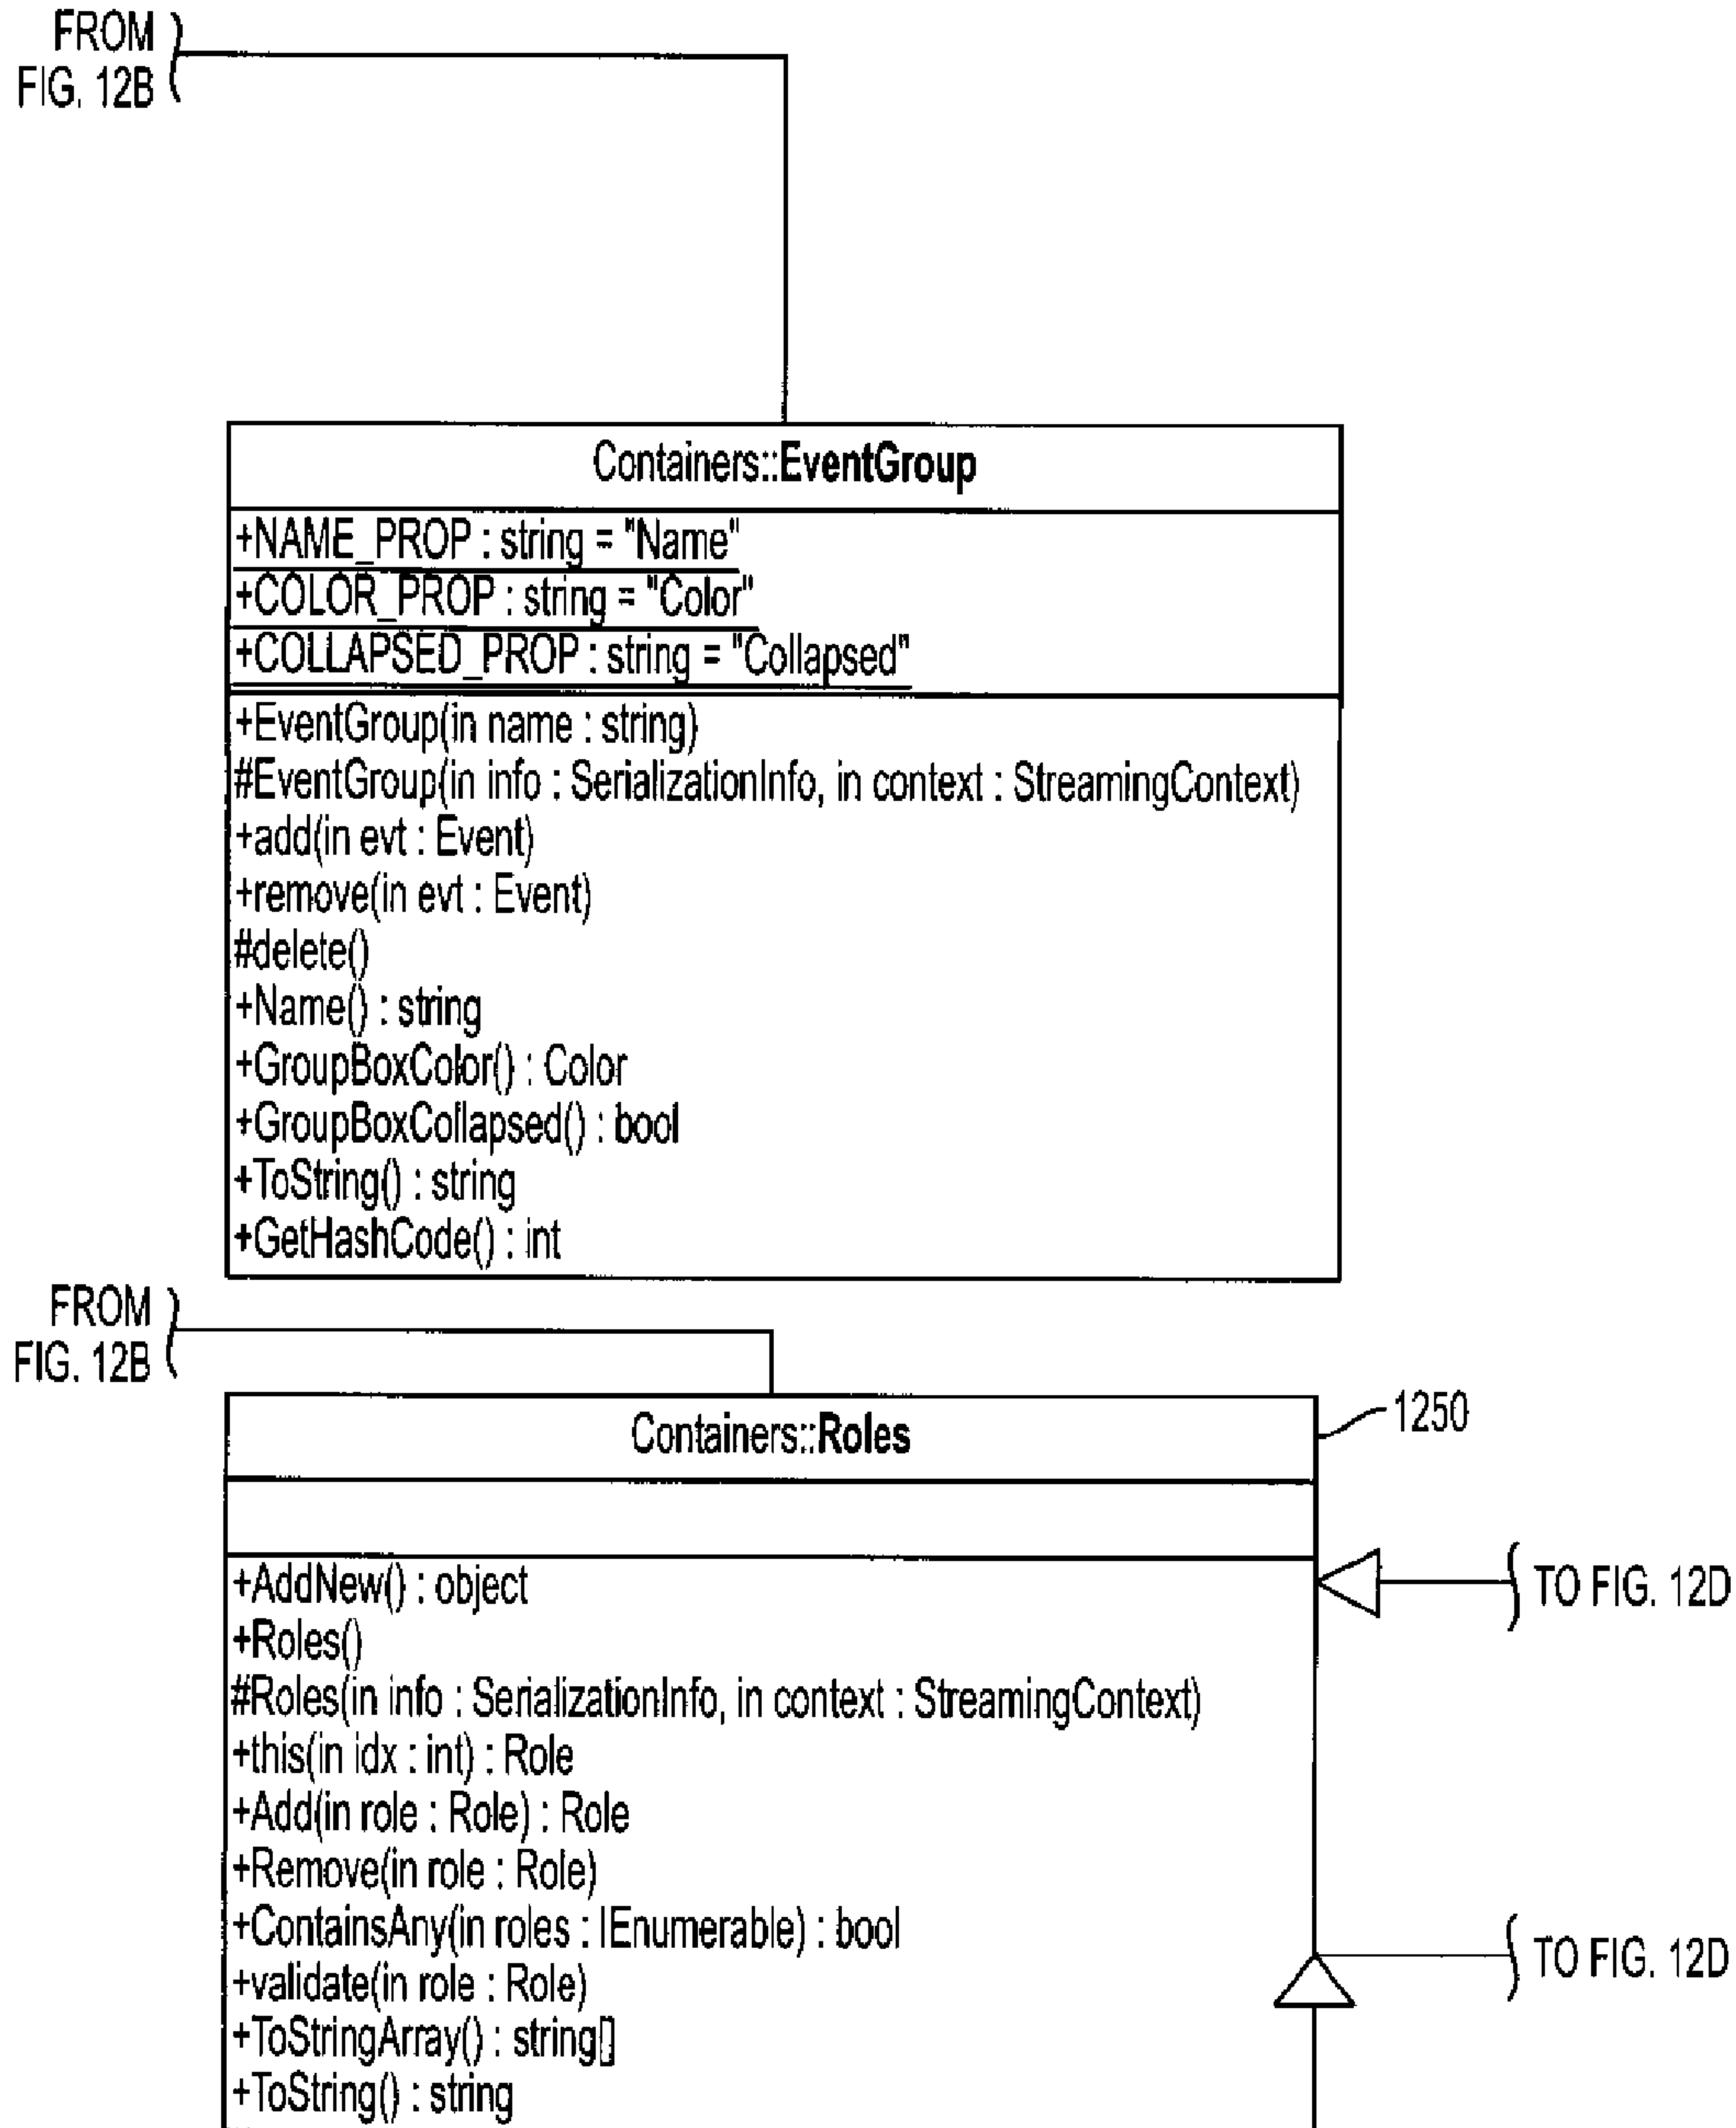 FROM
FIG. 12B
Containers::EventGroup
+NAME_PROP : string = "Name"
+COLOR_PROP : string = "Color"
+COLLAPSED_PROP : string = "Collapsed"
+EventGroup(in name : string)
#EventGroup(in info : SerializationInfo, in context : StreamingContext)
+add(in evt : Event)
+remove(in evt : Event)
#delete()
+Name() : string
+GroupBoxColor() : Color
+GroupBoxCollapsed() : bool
+ToString() : string
+GetHashCode() : int
FROM
FIG. 12B
Containers::Roles
1250
+AddNew() : object
TO FIG. 12D
+Roles()
#Roles(in info : SerializationInfo, in context : StreamingContext)
+this(in idx : int) : Role
+Add(in role : Role) : Role
+Remove(in role : Role)
+ContainsAny(in roles : IEnumerable) : bool
TO FIG. 12D
+validate(in role : Role)
+ToStringArray() : string[]
+ToString() : string